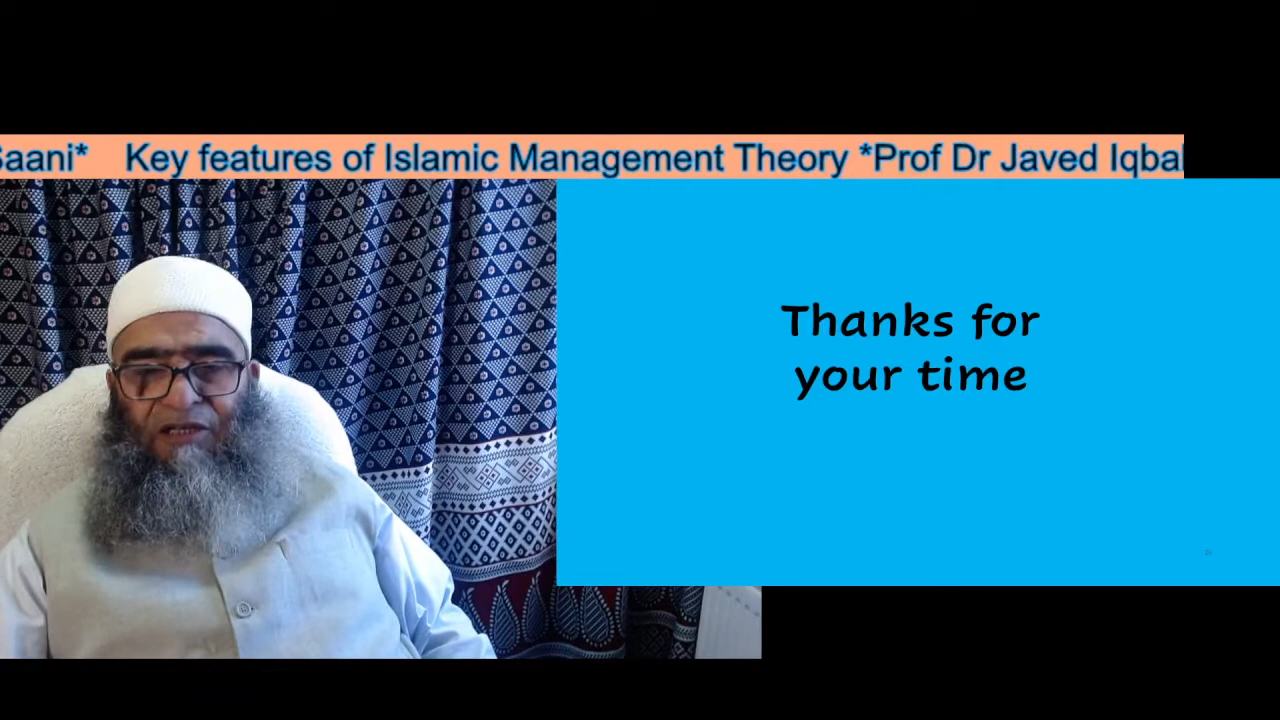 Saani* Key features of Islamic Management Theory *Prof Dr Javed Iqbal
Thanks for
your time